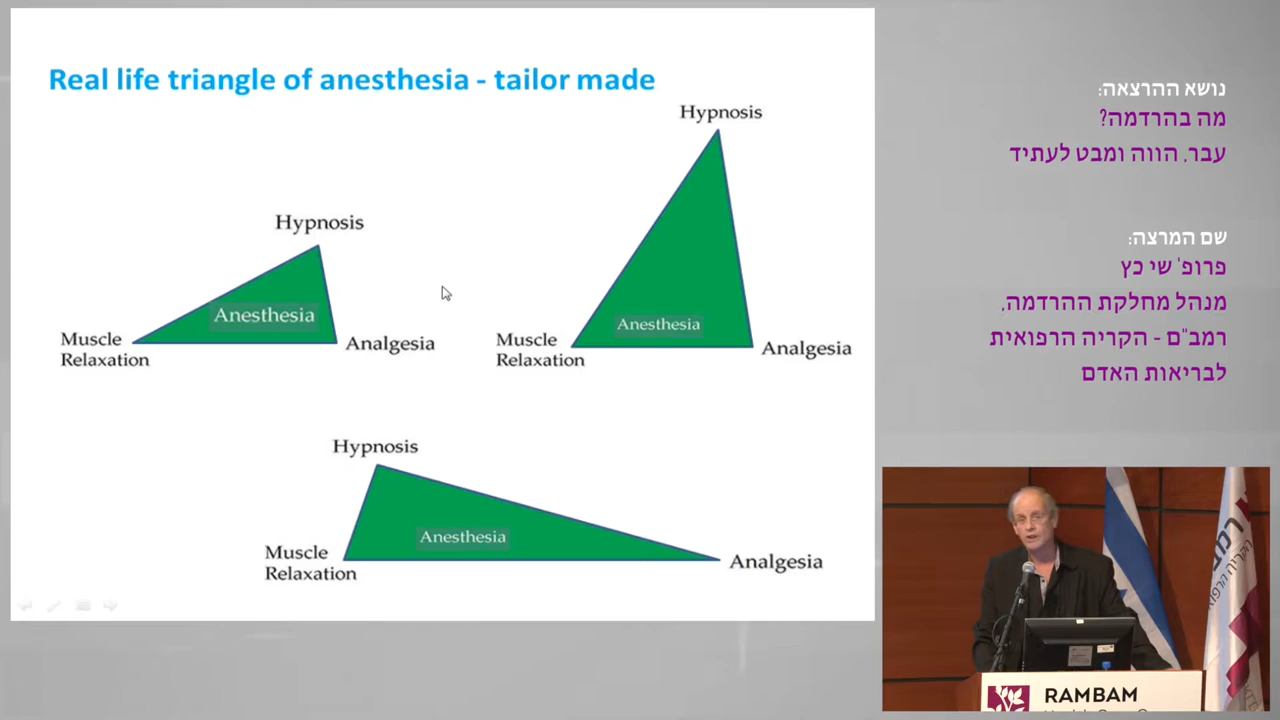 Real life triangle of anesthesia - tailor made
Hypnosis
Anesthesia
Muscle
Relaxation
Analgesia
Hypnosis
Anesthesia
Muscle
Relaxation
Analgesia
Hypnosis
Anesthesia
Muscle
Relaxation
Analgesia
נושא ההרצאה:
מה בהרדמה?
עבר, הווה ומבט לעתיד
שם המרצה:
פרופ' שי כץ
מנהל מחלקת ההרדמה,
רמב"ם - הקריה הרפואית
לבריאות האדם
RAMBAM